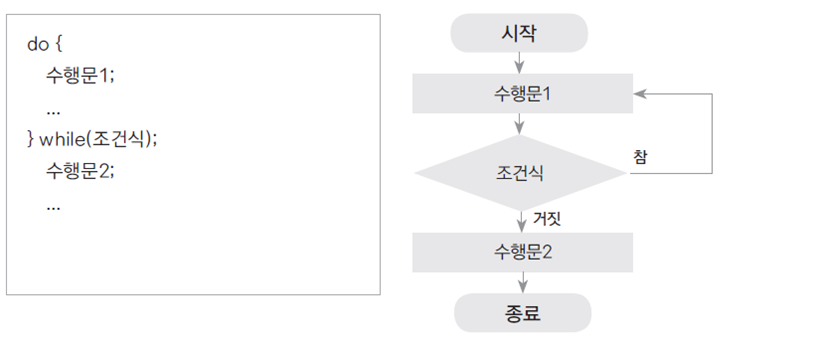 do {
수행문1;
...
} while(조건식);
수행문2;
...
시작
수행문1
조건식
참
거짓
수행문2
종료